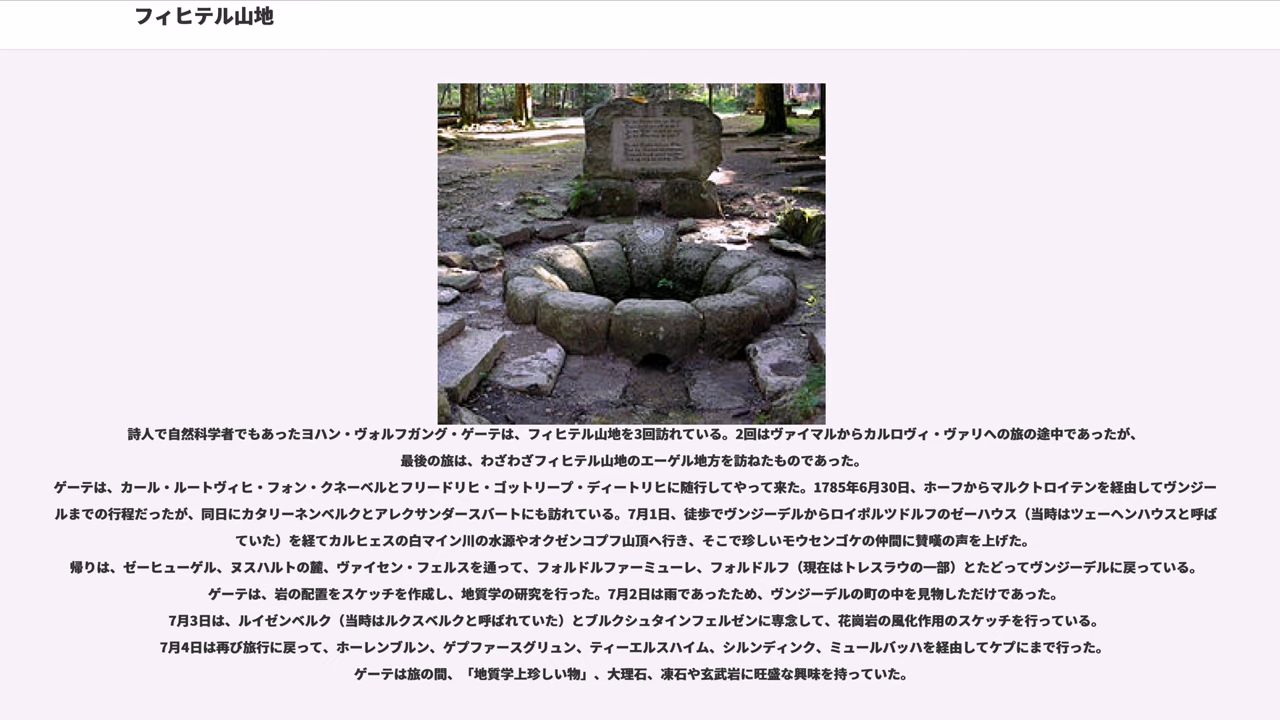 フィヒテル山地
詩人で自然科学者でもあったヨハン・ヴォルフガング・ゲーテは、フィヒテル山地を3回訪れている。2回はヴァイマルからカルロヴィ・ヴァリへの旅の途中であったが、
最後の旅は、わざわざフィヒテル山地のエーゲル地方を訪ねたものであった。
ゲーテは、カール・ルートヴィヒ・フォン・クネーベルとフリードリヒ・ゴットリープ・ディートリヒに随行してやって来た。1785年6月30日、ホーフからマルクトロイテンを経由してヴンジー
ルまでの行程だったが、同日にカタリーネンベルクとアレクサンダースバートにも訪れている。7月1日、徒歩でヴンジーデルからロイポルツドルフのゼーハウス（当時はツェーヘンハウスと呼ば
ていた）を経てカルヒェスの白マイン川の水源やオクゼンコプフ山頂へ行き、そこで珍しいモウセンゴケの仲間に賛嘆の声を上げた。
帰りは、ゼーヒューゲル、ヌスハルトの麓、ヴァイセン・フェルスを通って、フォルドルファーミューレ、フォルドルフ（現在はトレスラウの一部）とたどってヴンジーデルに戻っている。
ゲーテは、岩の配置をスケッチを作成し、地質学の研究を行った。7月2日は雨であったため、ヴンジーデルの町の中を見物しただけであった。
7月3日は、ルイゼンベルク（当時はルクスベルクと呼ばれていた）とブルクシュタインフェルゼンに専念して、花崗岩の風化作用のスケッチを行っている。
7月4日は再び旅行に戻って、ホーレンブルン、ゲプファースグリュン、ティーエルスハイム、シルンディンク、ミュールバッハを経由してケプにまで行った。
ゲーテは旅の間、「地質学上珍しい物」、大理石、凍石や玄武岩に旺盛な興味を持っていた。